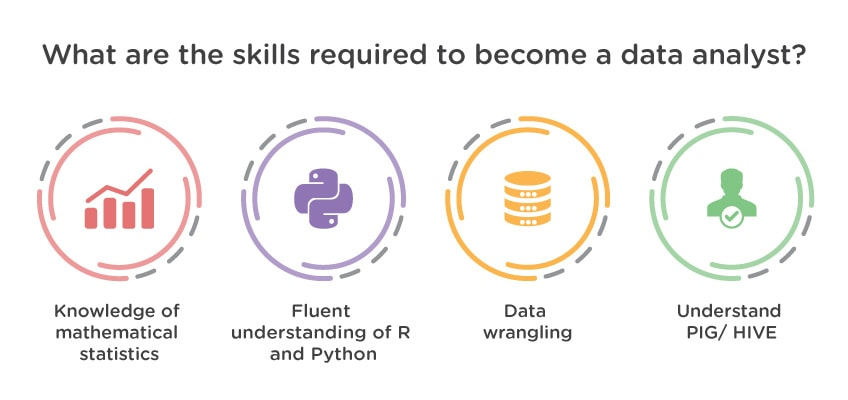 What are the skills required to become a data analyst?
Knowledge of
mathematical
statistics
Fluent
understanding of R
and Python
Data
wrangling
Understand
PIG/ HIVE